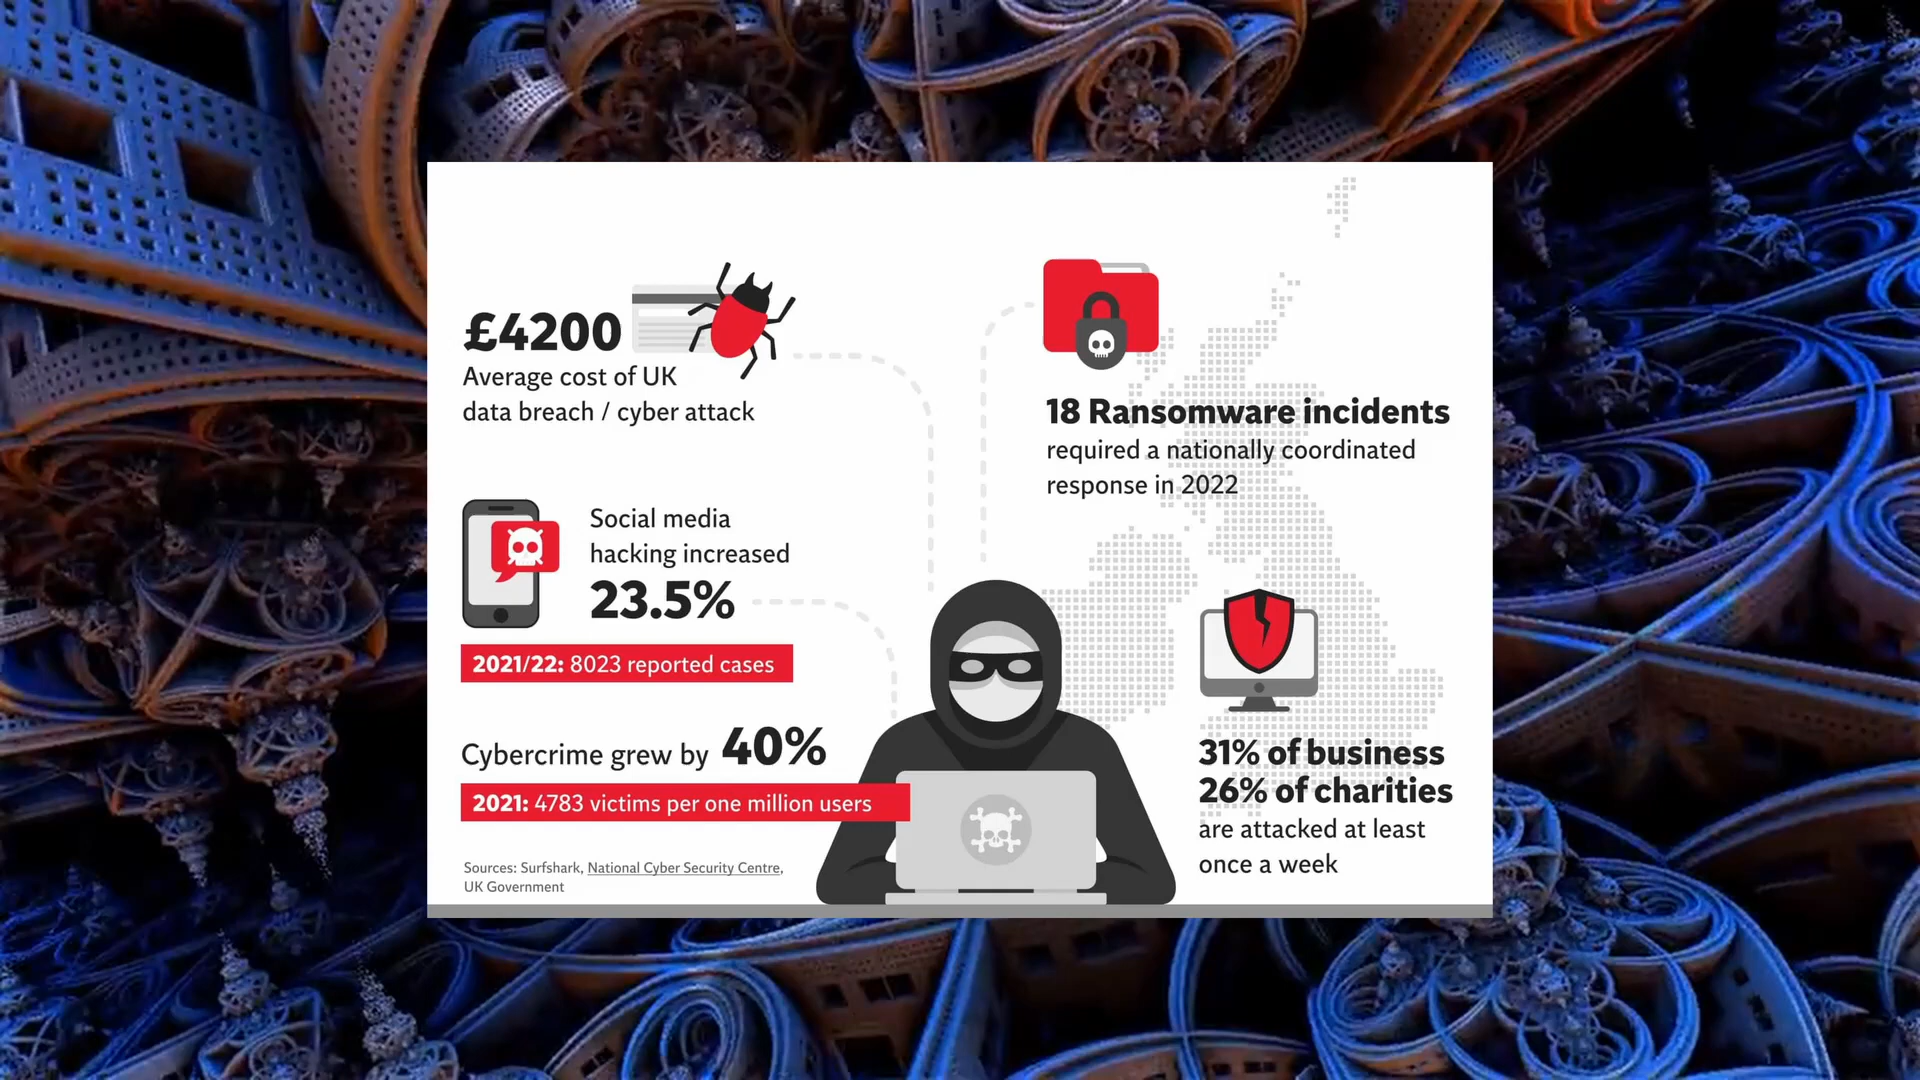 £4200
Average cost of UK
data breach / cyber attack
Social media
hacking increased
23.5%
2021/22: 8023 reported cases
Cybercrime grew by 40%
2021: 4783 victims per one million users
Sources: Surfshark, National Cyber Security Centre,
UK Government
18 Ransomware incidents
required a nationally coordinated
response in 2022
31% of business
26% of charities
are attacked at least
once a week